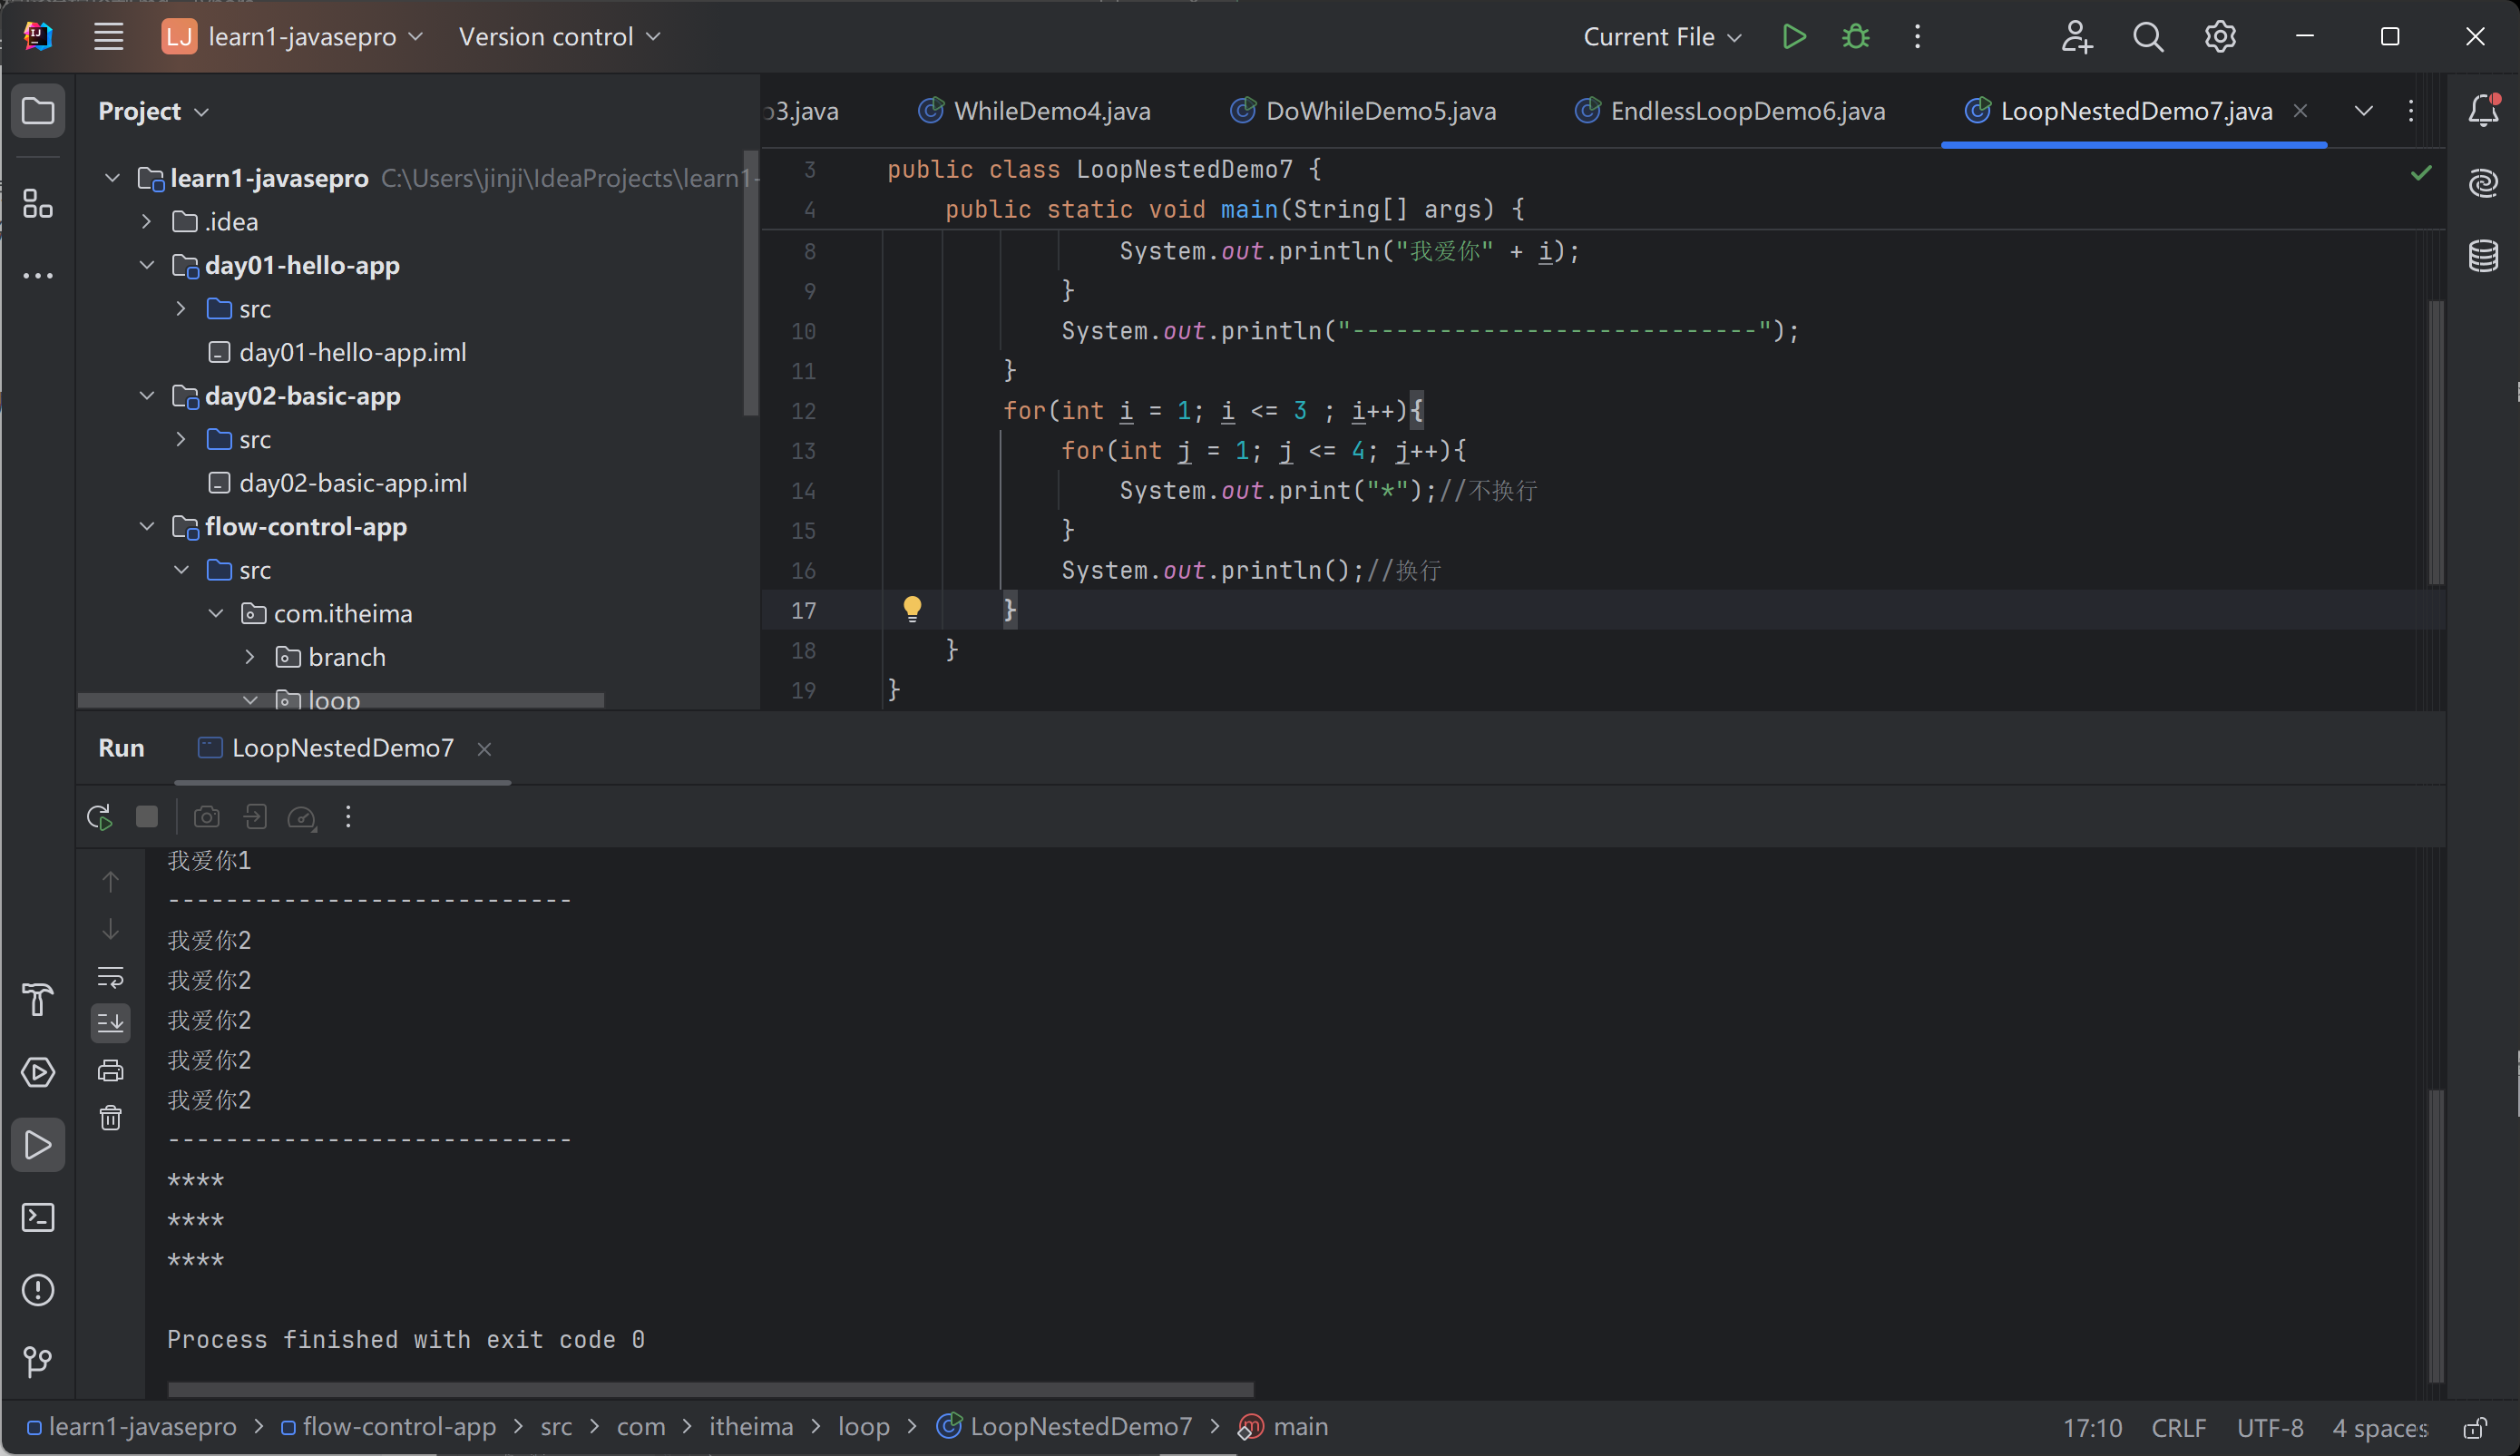 LJ learn1-javasepro Version control Current File
Project
o3.java WhileDemo4.java DoWhileDemo5.java EndlessLoopDemo6.java LoopNestedDemo7.java
learn1-javasepro C:\Users\jinji\IdeaProjects\learn1-
.idea
day01-hello-app
src
day01-hello-app.iml
day02-basic-app
src
day02-basic-app.iml
flow-control-app
src
com.itheima
branch
loop
3 public class LoopNestedDemo7 {
4 public static void main(String[] args) {
8 System.out.println("我爱你" + i);
9 }
10 System.out.println("----------------------------");
11 }
12 for(int i = 1; i <= 3 ; i++){
13 for(int j = 1; j <= 4; j++){
14 System.out.print("*");//不换行
15 }
16 System.out.println();//换行
17 }
18 }
19 }
Run LoopNestedDemo7
我爱你1
----------------------------
我爱你2
我爱你2
我爱你2
我爱你2
我爱你2
----------------------------
****
****
****
Process finished with exit code 0
learn1-javasepro > flow-control-app > src > com > itheima > loop > LoopNestedDemo7 > main 17:10 CRLF UTF-8 4 spaces